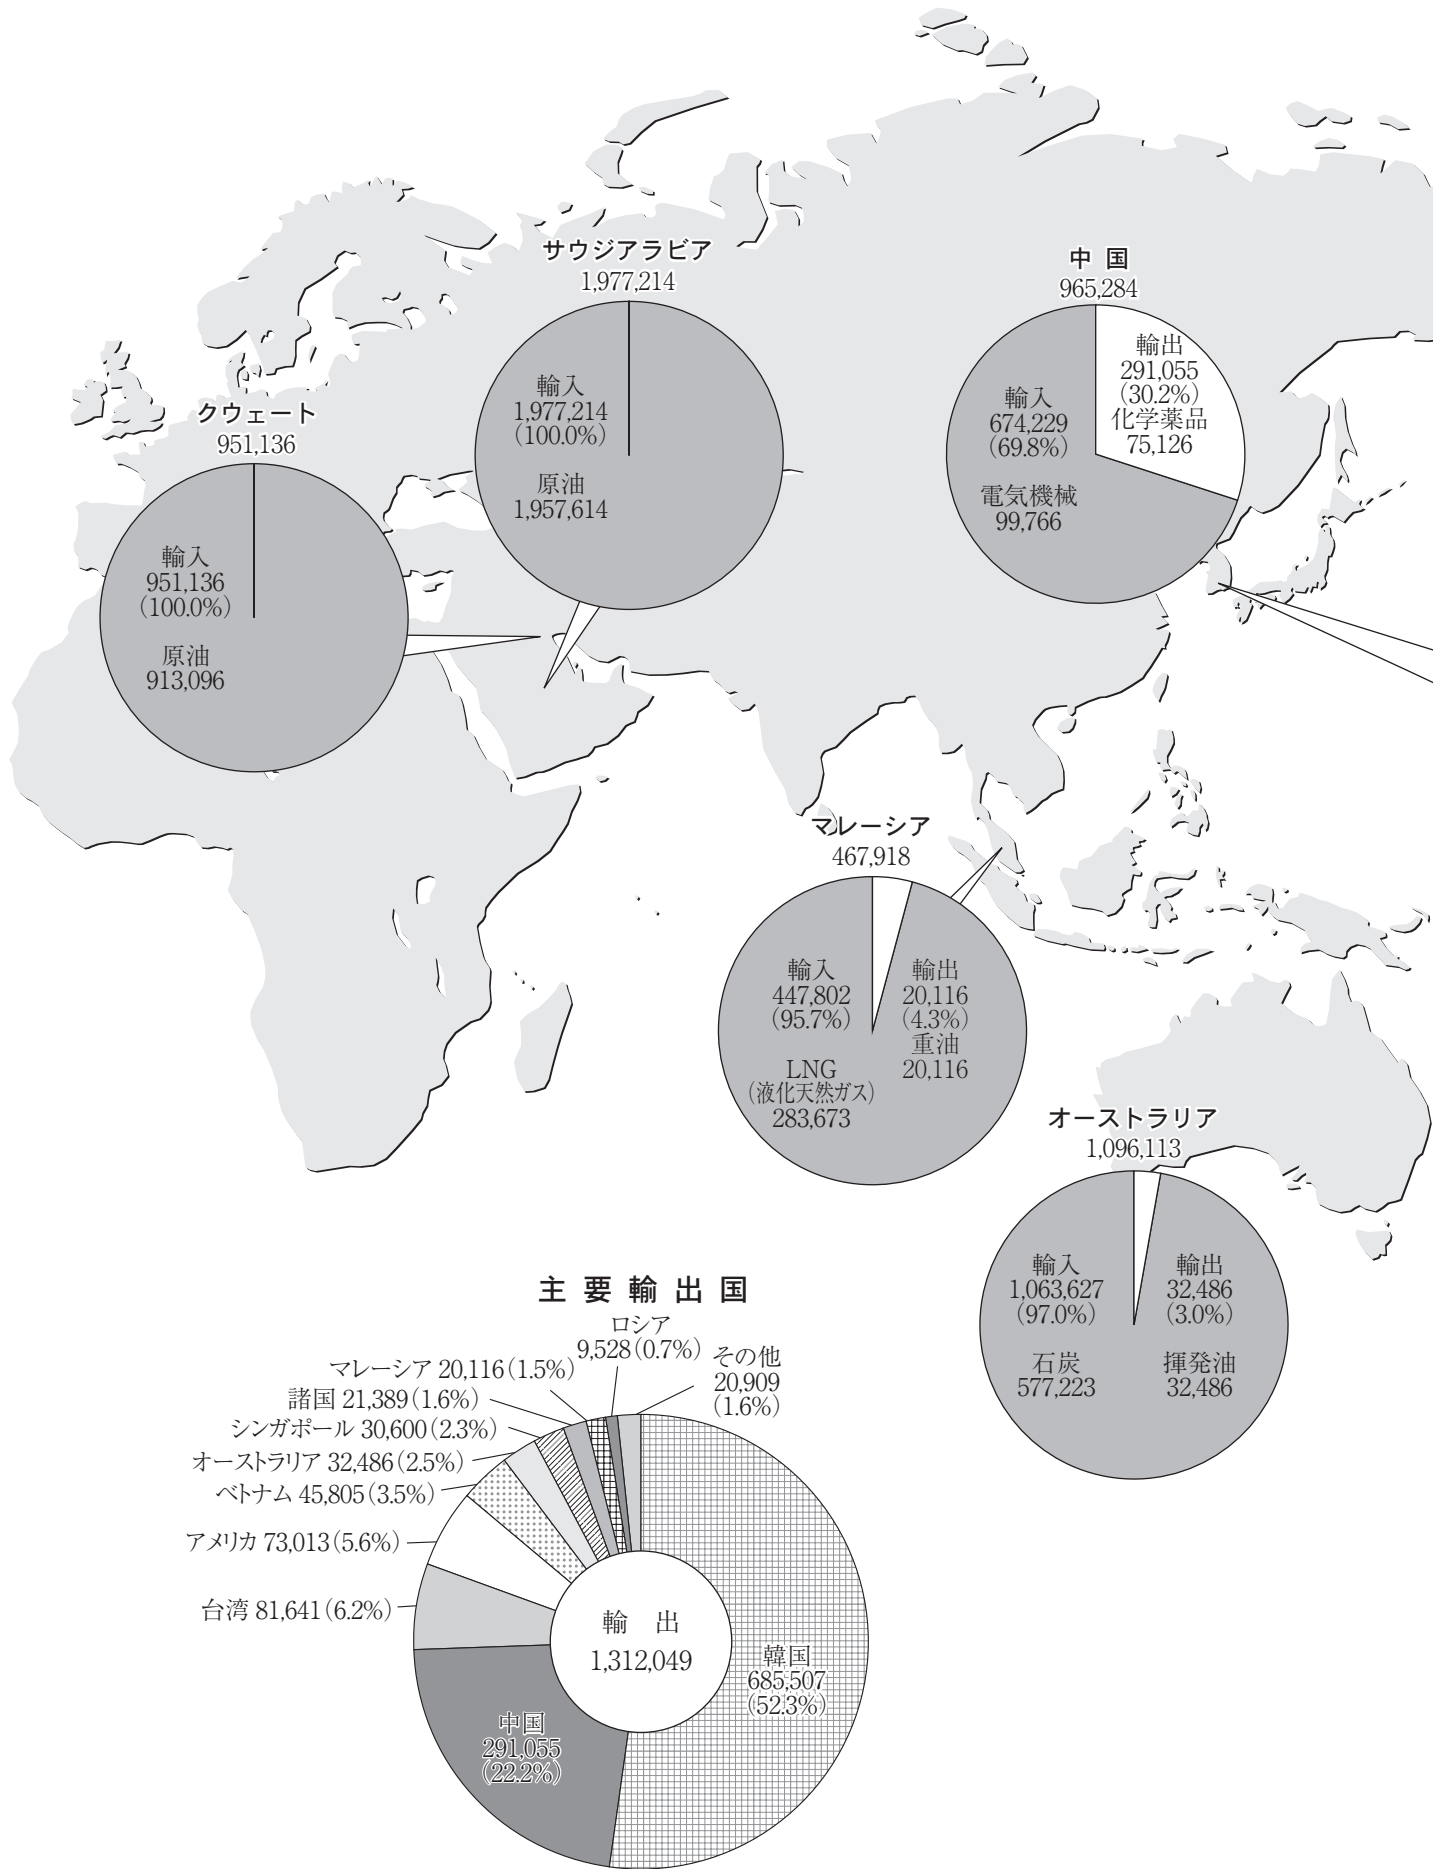 サウジアラビア
1,977,214
輸入
1,977,214
(100.0%)
原油
1,957,614
中 国
965,284
輸出
291,055
(30.2%)
化学薬品
75,126
輸入
674,229
(69.8%)
電気機械
99,766
クウェート
951,136
輸入
951,136
(100.0%)
原油
913,096
マレーシア
467,918
輸入
447,802
(95.7%)
LNG
(液化天然ガス)
283,673
輸出
20,116
(4.3%)
重油
20,116
オーストラリア
1,096,113
輸入
1,063,627
(97.0%)
石炭
577,223
輸出
32,486
(3.0%)
揮発油
32,486
主 要 輸 出 国
ロシア
9,528(0.7%)
その他
20,909
(1.6%)
マレーシア 20,116(1.5%)
諸国 21,389(1.6%)
シンガポール 30,600(2.3%)
オーストラリア 32,486(2.5%)
ベトナム 45,805(3.5%)
アメリカ 73,013(5.6%)
台湾 81,641(6.2%)
輸 出
1,312,049
韓国
685,507
(52.3%)
中国
291,055
(22.2%)